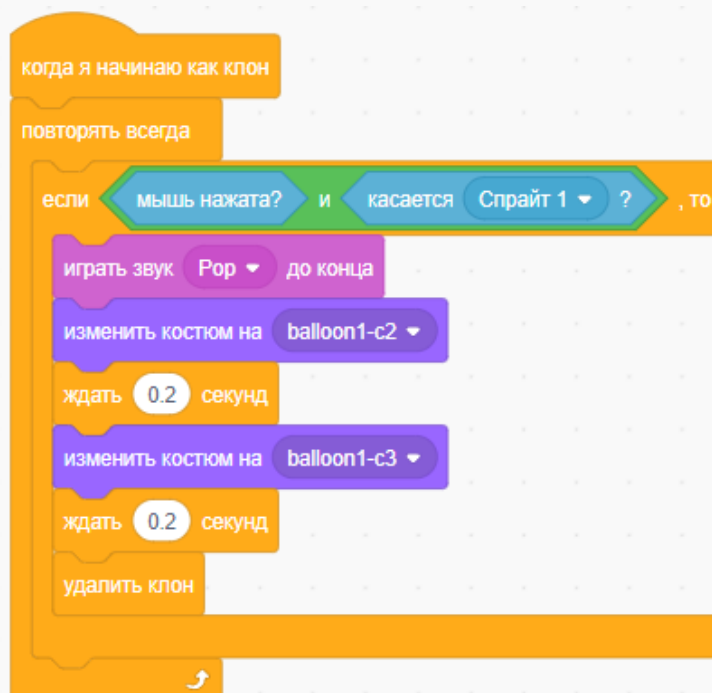 когда я начинаю как клон
повторять всегда
если мышь нажата? и касается Спрайт 1 ? , то
играть звук Pop до конца
изменить костюм на balloon1-c2
ждать 0.2 секунд
изменить костюм на balloon1-c3
ждать 0.2 секунд
удалить клон